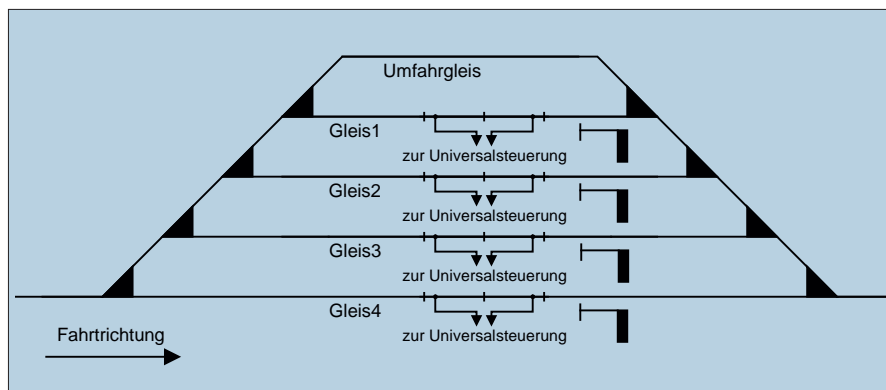 Umfahrgleis
Gleis1
zur Universalsteuerung
Gleis2
zur Universalsteuerung
Gleis3
zur Universalsteuerung
Gleis4
zur Universalsteuerung
Fahrtrichtung